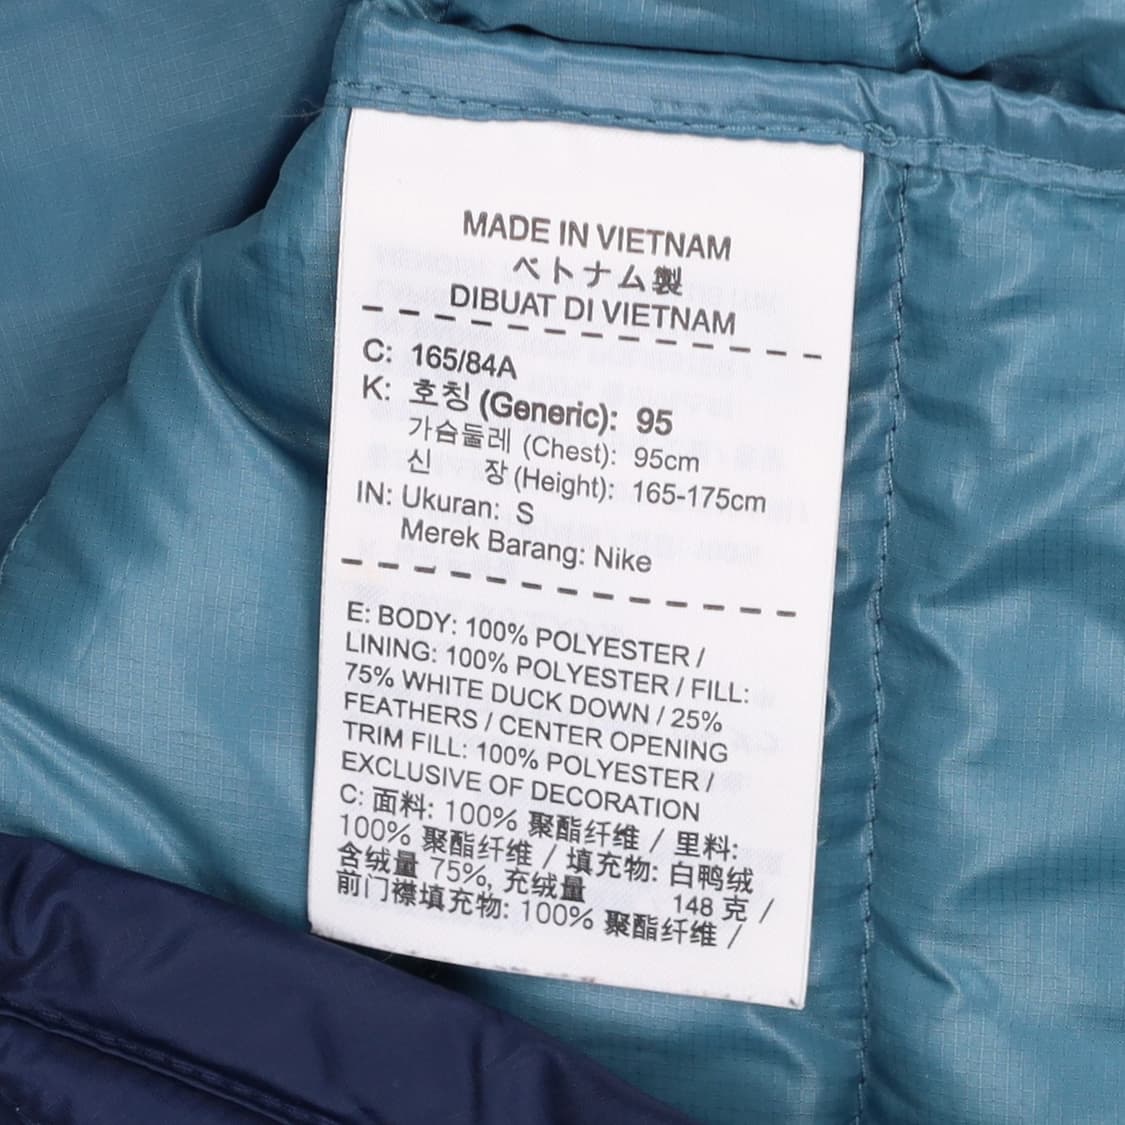 MADE IN VIETNAM
ベトナム製
DIBUAT DI VIETNAM
C: 165/84A
K: 호칭 (Generic): 95
가슴둘레 (Chest): 95cm
신 장 (Height): 165-175cm
IN: Ukuran: S
Merek Barang: Nike
E: BODY: 100% POLYESTER /
LINING: 100% POLYESTER / FILL:
75% WHITE DUCK DOWN / 25%
FEATHERS / CENTER OPENING
TRIM FILL: 100% POLYESTER /
EXCLUSIVE OF DECORATION
C: 面料: 100% 聚酯纤维 / 里料:
100% 聚酯纤维 / 填充物: 白鸭绒
含绒量 75%, 充绒量 148 克 /
前门襟填充物: 100% 聚酯纤维 /